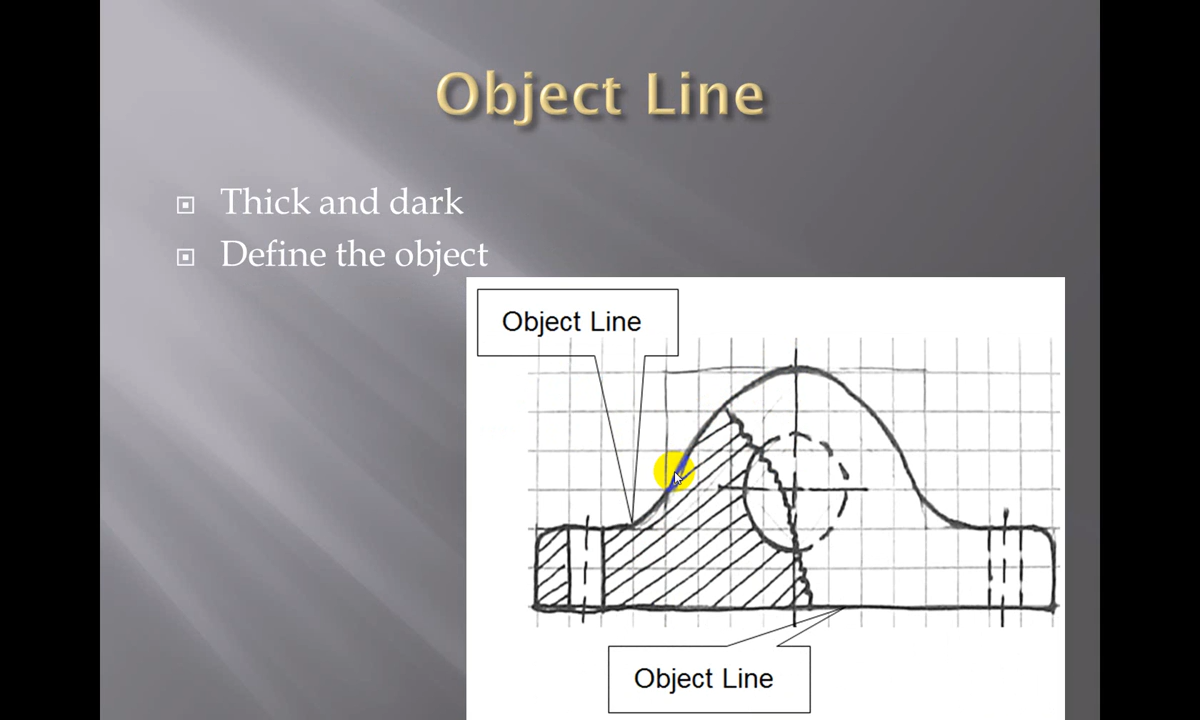 Object Line
Thick and dark
Define the object
Object Line
Object Line